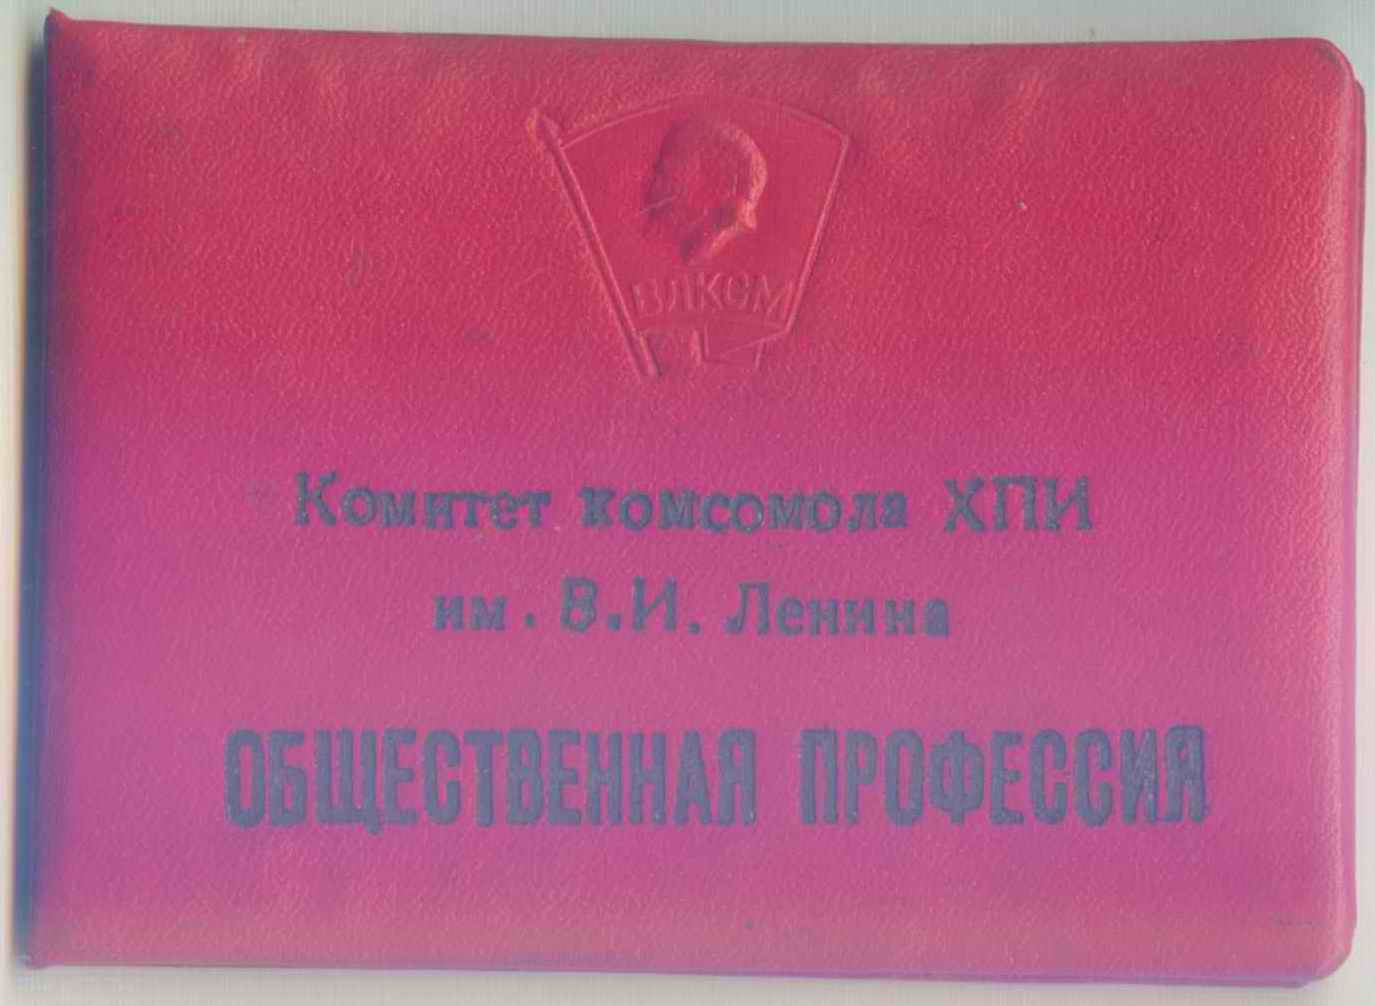 ВЛКСМ
Комитет комсомола ХПИ
им. В.И. Ленина
ОБЩЕСТВЕННАЯ ПРОФЕССИЯ